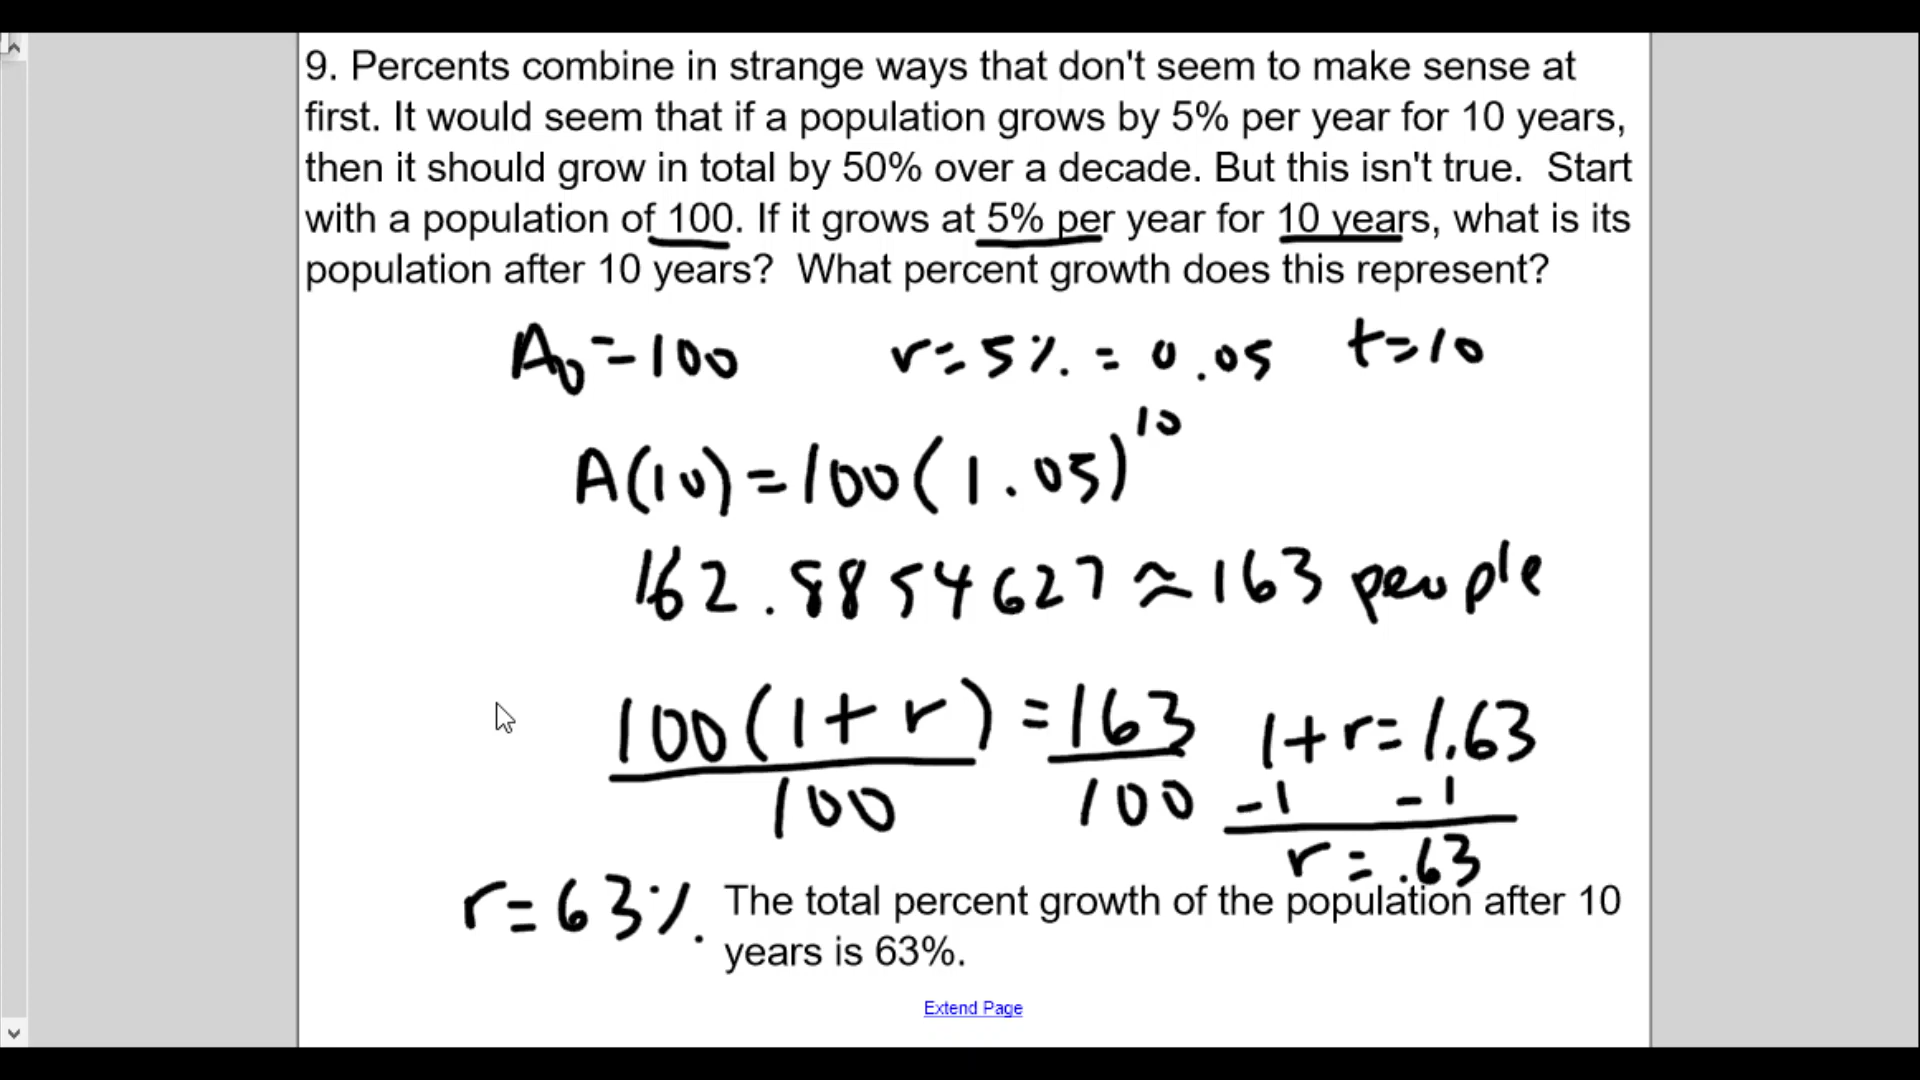 9. Percents combine in strange ways that don't seem to make sense at
first. It would seem that if a population grows by 5% per year for 10 years,
then it should grow in total by 50% over a decade. But this isn't true.  Start
with a population of 100. If it grows at 5% per year for 10 years, what is its
population after 10 years?  What percent growth does this represent?
A₀=100 r=5%=0.05 t=10
A(10)=100(1.05)¹⁰
162.8854627≈163 people
100(1+r)=163 1+r=1.63
100 100 -1 -1
r=.63
r=63%. The total percent growth of the population after 10
years is 63%.
Extend Page